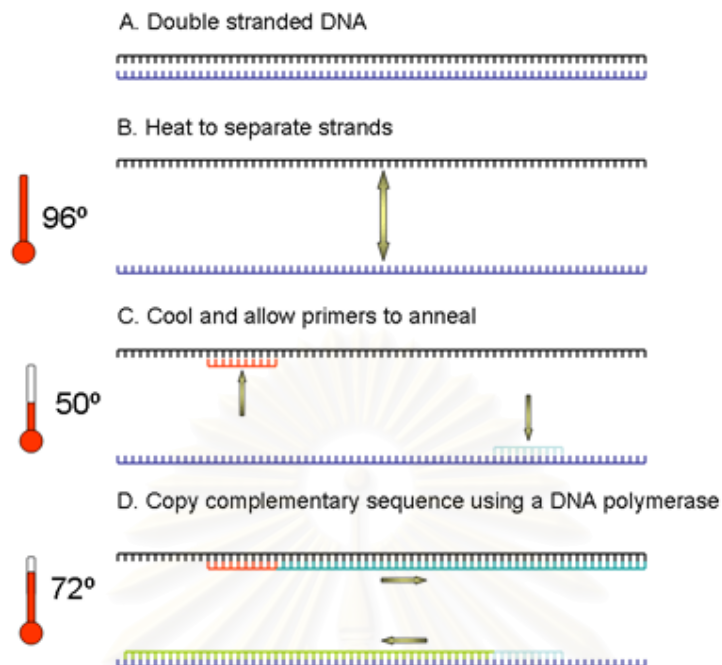 A. Double stranded DNA
B. Heat to separate strands
96º
C. Cool and allow primers to anneal
50º
D. Copy complementary sequence using a DNA polymerase
72º